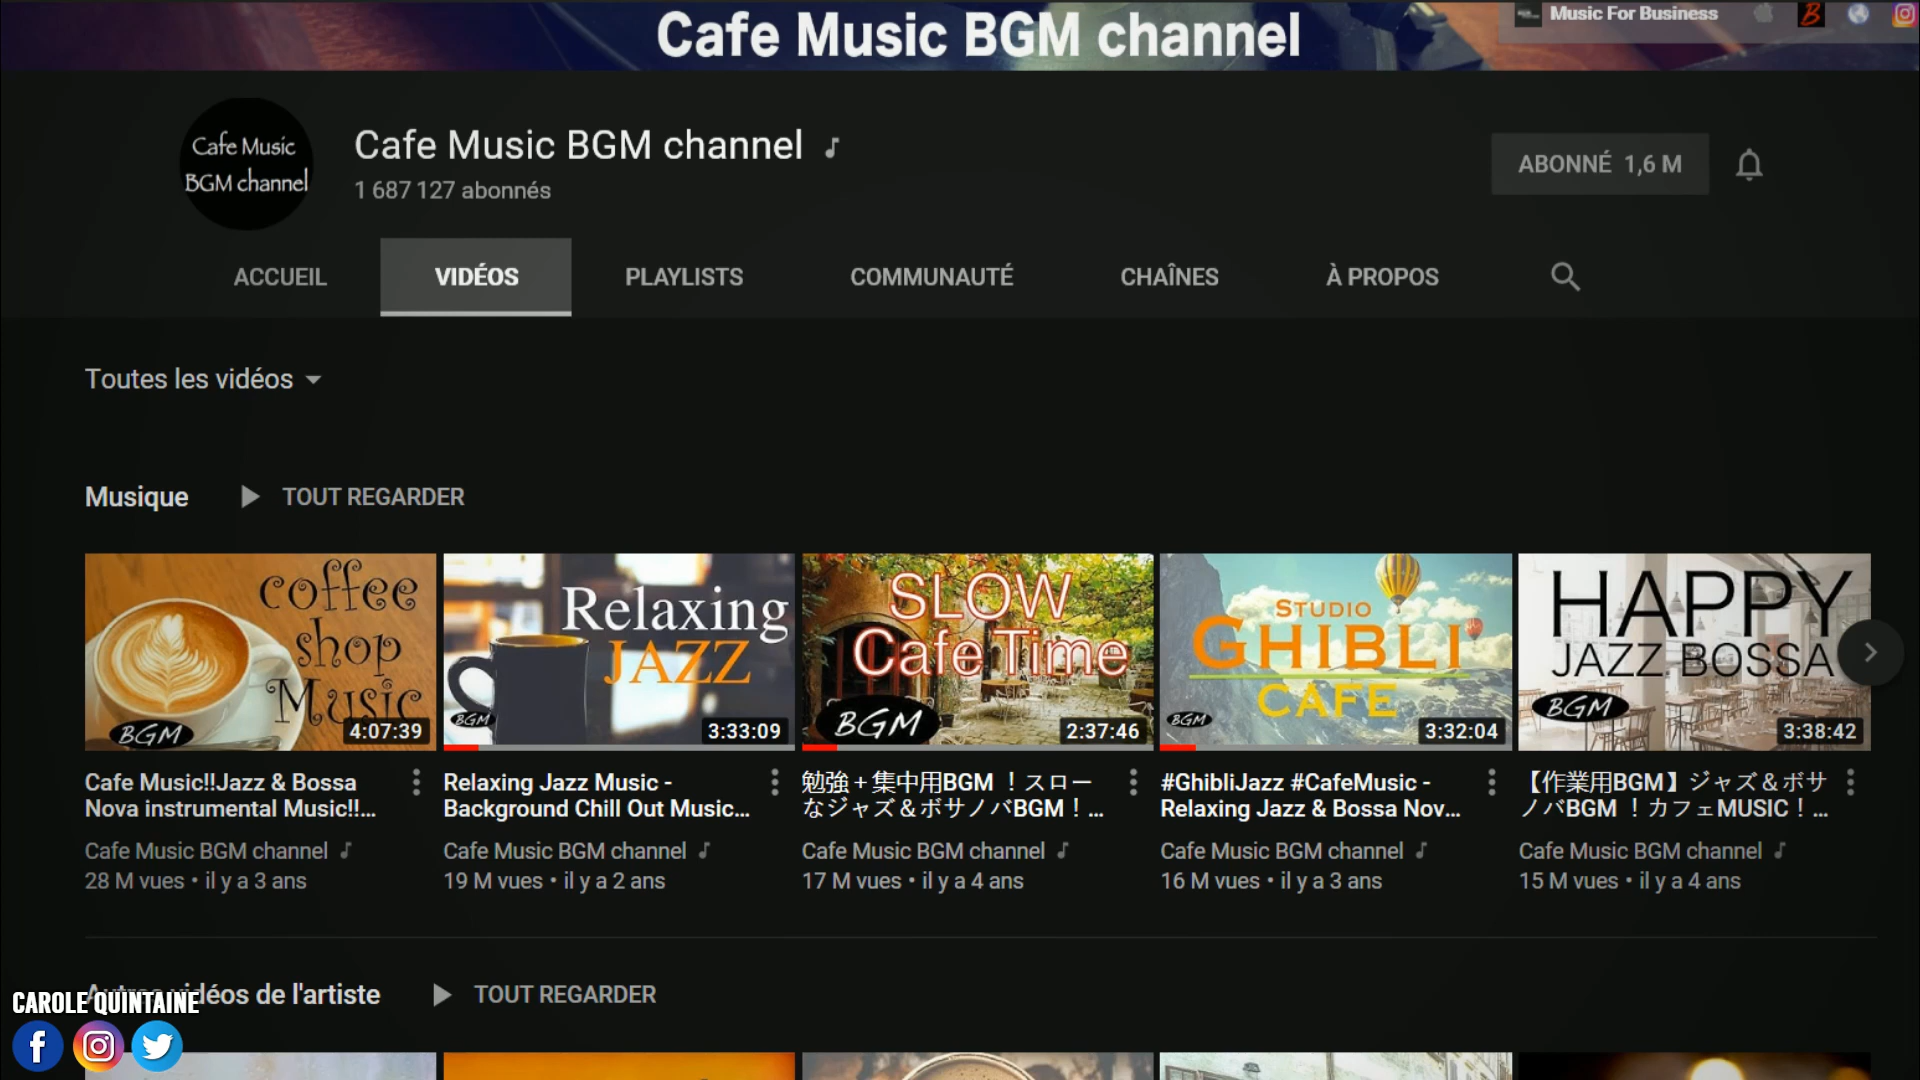 Cafe Music BGM channel
Music For Business
Cafe Music
BGM channel
Cafe Music BGM channel
1 687 127 abonnés
ABONNÉ 1,6 M
ACCUEIL VIDÉOS PLAYLISTS COMMUNAUTÉ CHAÎNES À PROPOS
Toutes les vidéos
Musique TOUT REGARDER
coffee
shop
Music
BGM
4:07:39
Relaxing
JAZZ
BGM
3:33:09
SLOW
Cafe Time
BGM
2:37:46
STUDIO
GHIBLI
CAFE
BGM
3:32:04
HAPPY
JAZZ BOSSA
BGM
3:38:42
Cafe Music!!Jazz & Bossa
Nova instrumental Music!!...
Cafe Music BGM channel
28 M vues • il y a 3 ans
Relaxing Jazz Music -
Background Chill Out Music...
Cafe Music BGM channel
19 M vues • il y a 2 ans
勉強＋集中用BGM ！スロー
なジャズ＆ボサノバBGM！...
Cafe Music BGM channel
17 M vues • il y a 4 ans
#GhibliJazz #CafeMusic -
Relaxing Jazz & Bossa Nov...
Cafe Music BGM channel
16 M vues • il y a 3 ans
【作業用BGM】ジャズ＆ボサ
ノバBGM ！カフェMUSIC！...
Cafe Music BGM channel
15 M vues • il y a 4 ans
Autres vidéos de l'artiste TOUT REGARDER
CAROLE QUINTAINE